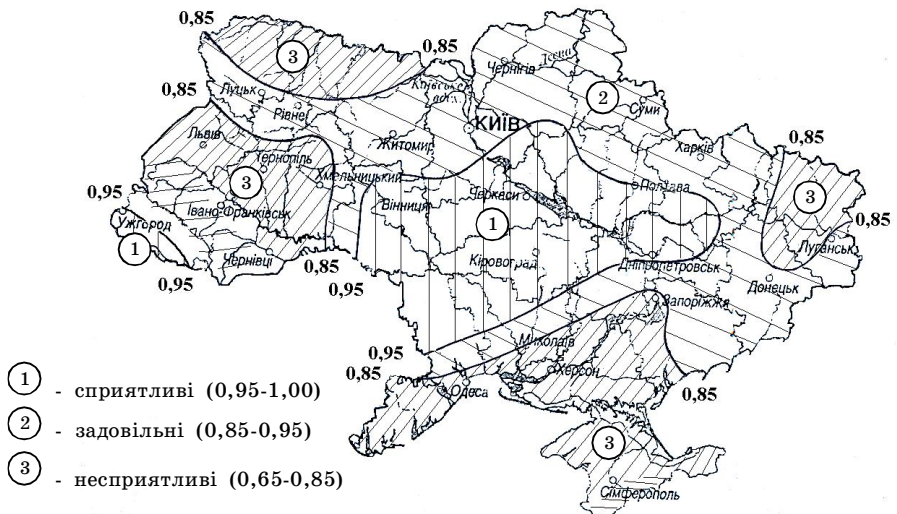 0,85
3
0,85
Чернігів
Десна
Київське
вдсх.
0,85
Луцьк
Рівне
2
Суми
КИЇВ
Житомир
Харків
0,85
Львів
Тернопіль
3
Хмельницький
0,95
Івано-Франківськ
Вінниця
Черкаси
Полтава
3
Ужгород
1
1
0,85
Луганськ
Чернівці
0,85
Кіровоград
Дніпропетровськ
0,95
0,95
Донецьк
Запоріжжя
Миколаїв
0,95
0,85
Одеса
Херсон
0,85
3
Сімферополь
1 - сприятливі (0,95-1,00)
2 - задовільні (0,85-0,95)
3 - несприятливі (0,65-0,85)